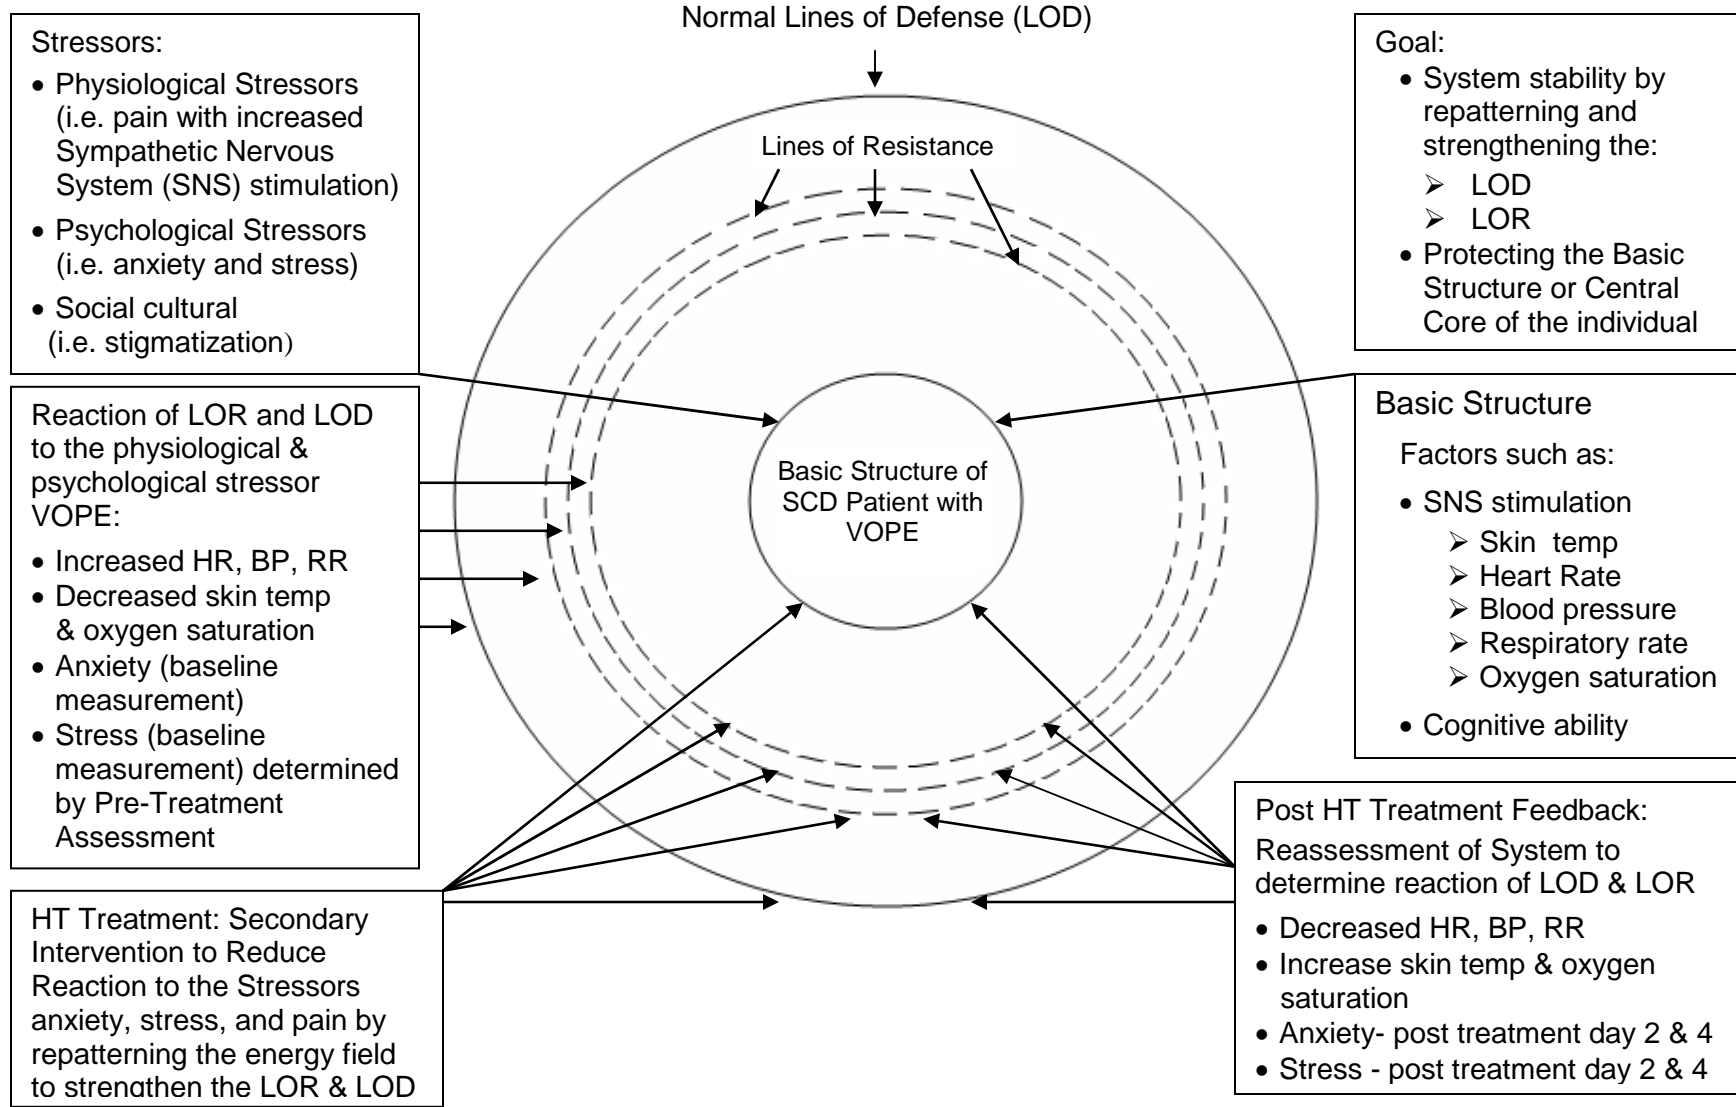 Normal Lines of Defense (LOD)
Stressors:
• Physiological Stressors
(i.e. pain with increased
Sympathetic Nervous
System (SNS) stimulation)
• Psychological Stressors
(i.e. anxiety and stress)
• Social cultural
(i.e. stigmatization)
Reaction of LOR and LOD
to the physiological &
psychological stressor
VOPE:
• Increased HR, BP, RR
• Decreased skin temp
& oxygen saturation
• Anxiety (baseline
measurement)
• Stress (baseline
measurement) determined
by Pre-Treatment
Assessment
HT Treatment: Secondary
Intervention to Reduce
Reaction to the Stressors
anxiety, stress, and pain by
repatterning the energy field
to strengthen the LOR & LOD
Lines of Resistance
Basic Structure of
SCD Patient with
VOPE
Goal:
• System stability by
repatterning and
strengthening the:
➢ LOD
➢ LOR
• Protecting the Basic
Structure or Central
Core of the individual
Basic Structure
Factors such as:
• SNS stimulation
➢ Skin temp
➢ Heart Rate
➢ Blood pressure
➢ Respiratory rate
➢ Oxygen saturation
• Cognitive ability
Post HT Treatment Feedback:
Reassessment of System to
determine reaction of LOD & LOR
• Decreased HR, BP, RR
• Increase skin temp & oxygen
saturation
• Anxiety- post treatment day 2 & 4
• Stress - post treatment day 2 & 4